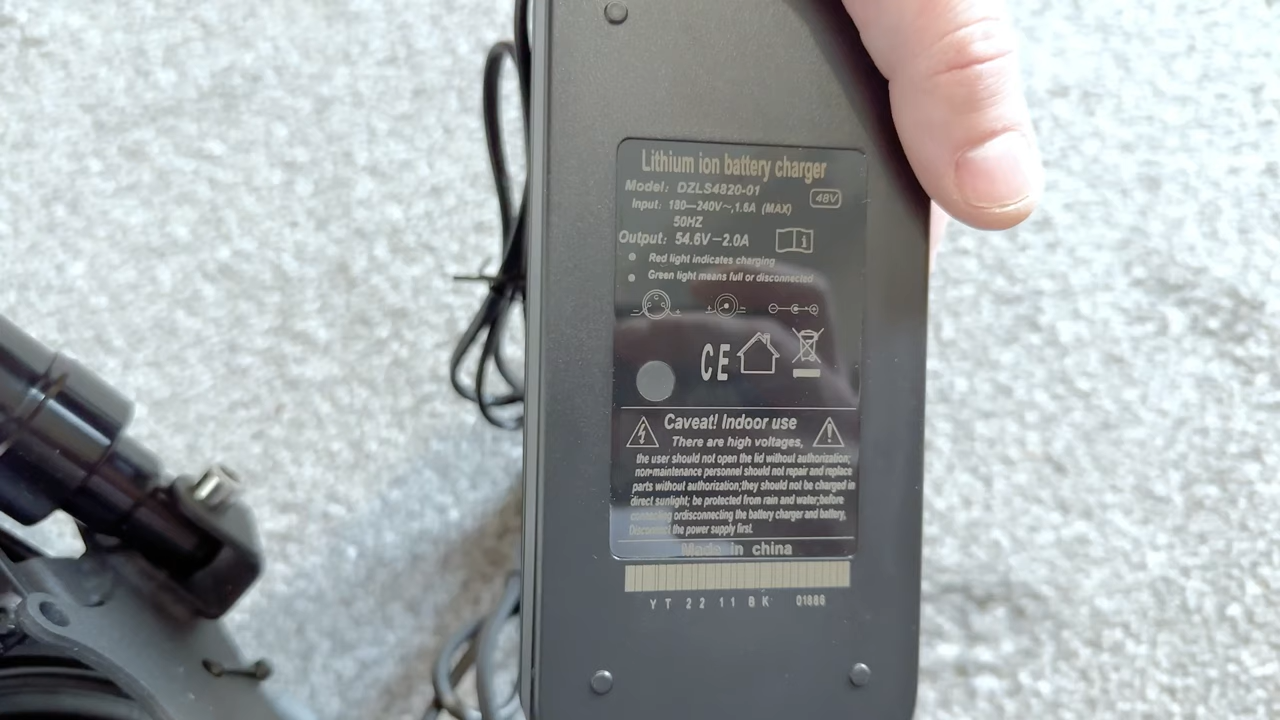 Lithium ion battery charger
Model: DZLS4820-01
48V
Input: 180—240V~,1.6A (MAX)
50HZ
Output: 54.6V—2.0A
i
Red light indicates charging
Green light means full or disconnected
CE
Caveat! Indoor use
There are high voltages,
the user should not open the lid without authorization;
non-maintenance personnel should not repair and replace
parts without authorization;they should not be charged in
direct sunlight; be protected from rain and water;before
connecting ordisconnecting the battery charger and battery,
Disconnect the power supply first.
Made in china
YT 22 11 BK 01886